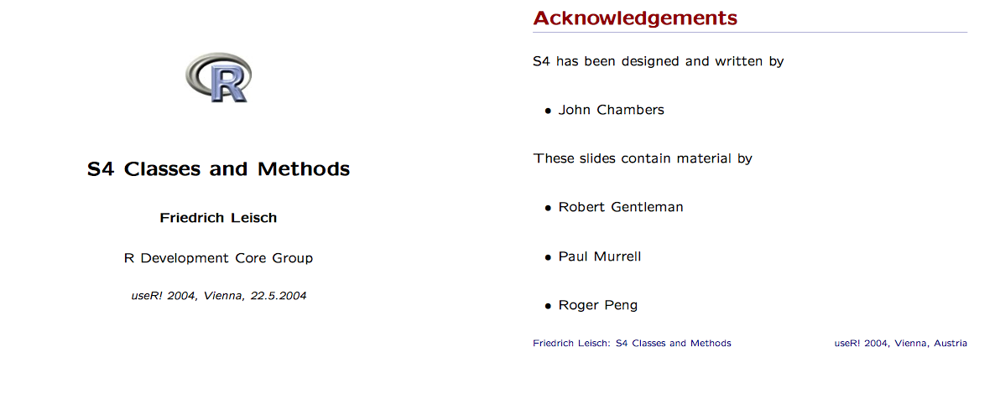 R
S4 Classes and Methods
Friedrich Leisch
R Development Core Group
useR! 2004, Vienna, 22.5.2004
Acknowledgements
S4 has been designed and written by
• John Chambers
These slides contain material by
• Robert Gentleman
• Paul Murrell
• Roger Peng
Friedrich Leisch: S4 Classes and Methods
useR! 2004, Vienna, Austria